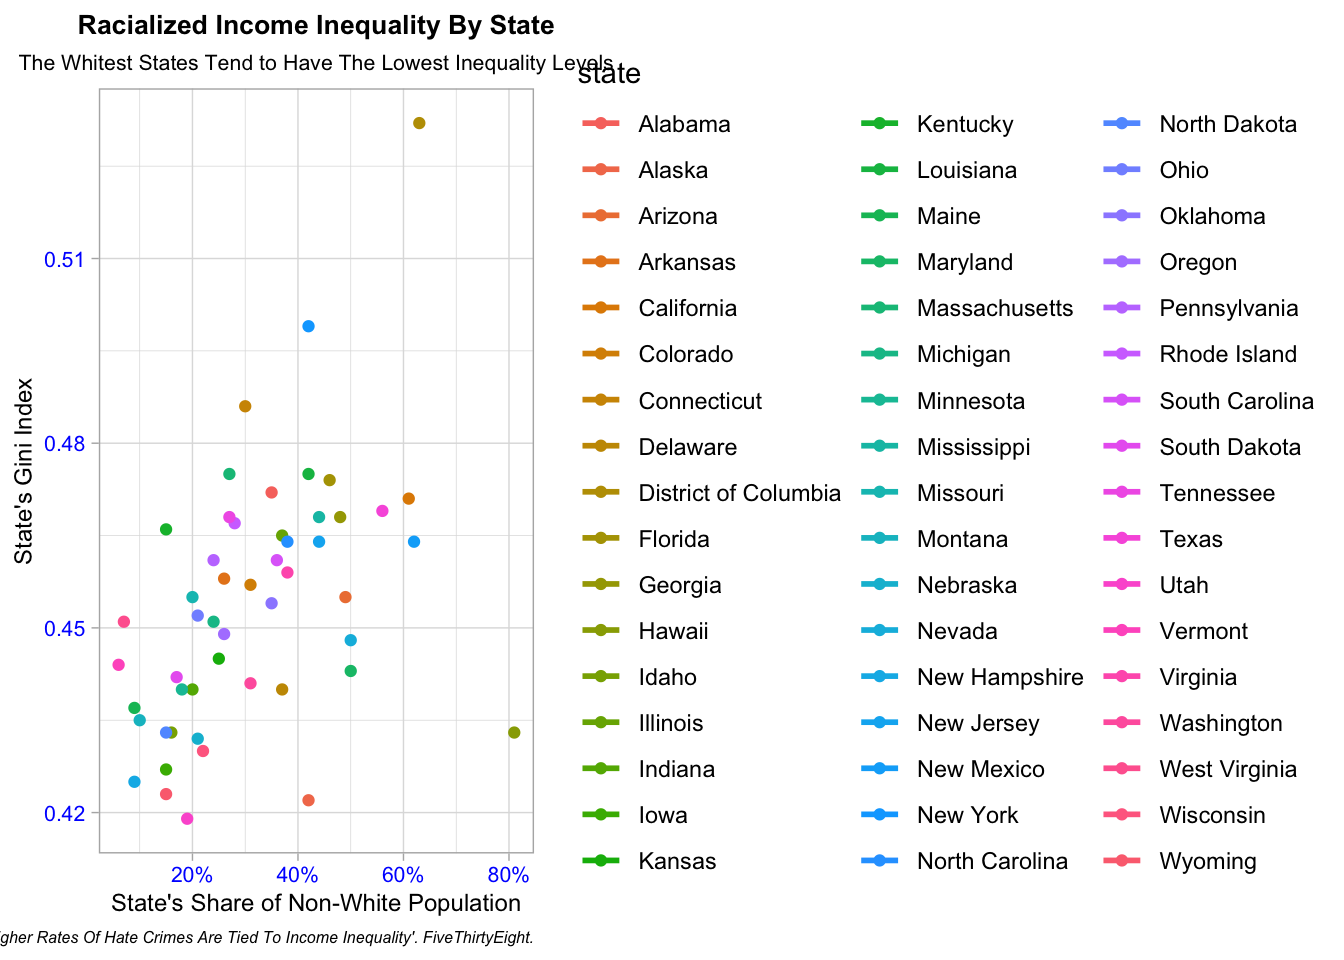 Racialized Income Inequality By State
The Whitest States Tend to Have The Lowest Inequality Levels
State's Gini Index
0.51
0.48
0.45
0.42
20% 40% 60% 80%
State's Share of Non-White Population
Rates Of Hate Crimes Are Tied To Income Inequality'. FiveThirtyEight.
state
Alabama
Alaska
Arizona
Arkansas
California
Colorado
Connecticut
Delaware
District of Columbia
Florida
Georgia
Hawaii
Idaho
Illinois
Indiana
Iowa
Kansas
Kentucky
Louisiana
Maine
Maryland
Massachusetts
Michigan
Minnesota
Mississippi
Missouri
Montana
Nebraska
Nevada
New Hampshire
New Jersey
New Mexico
New York
North Carolina
North Dakota
Ohio
Oklahoma
Oregon
Pennsylvania
Rhode Island
South Carolina
South Dakota
Tennessee
Texas
Utah
Vermont
Virginia
Washington
West Virginia
Wisconsin
Wyoming